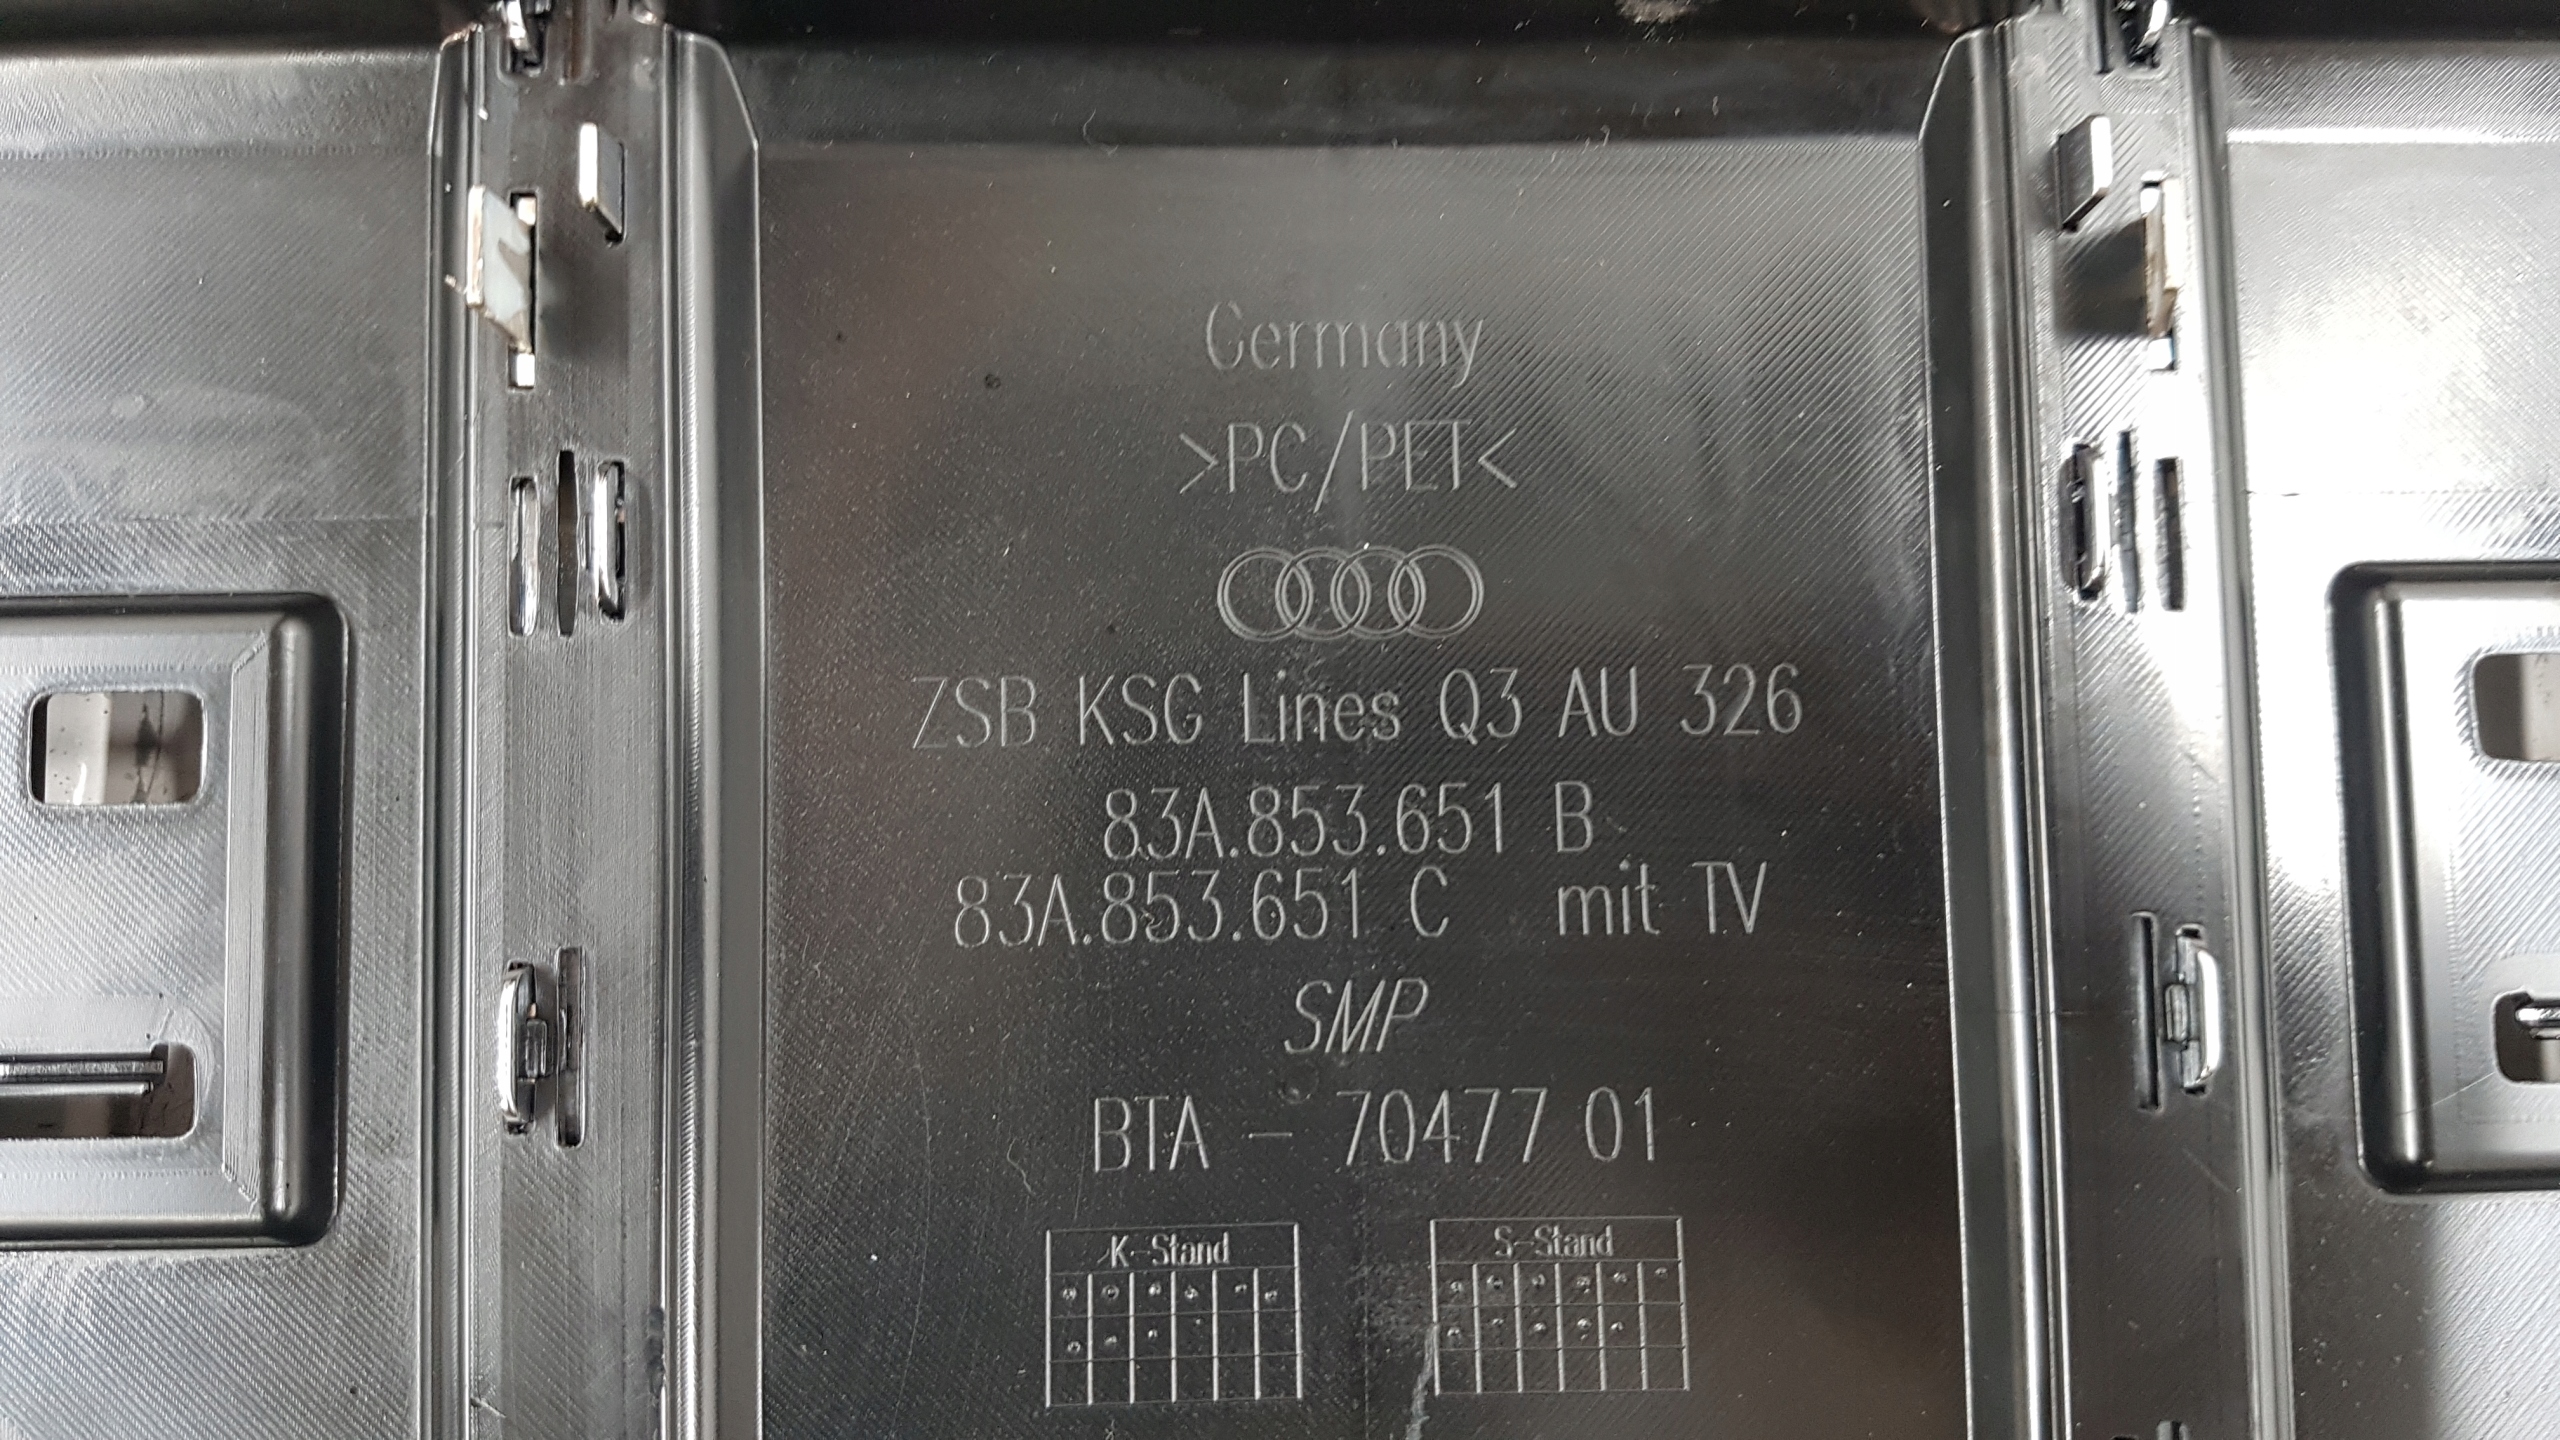 Germany
>PC/PET<
ZSB KSG Lines Q3 AU 326
83A.853.651 B
83A.853.651 C mit TV
SMP
BTA - 70477 01
K-Stand S-Stand